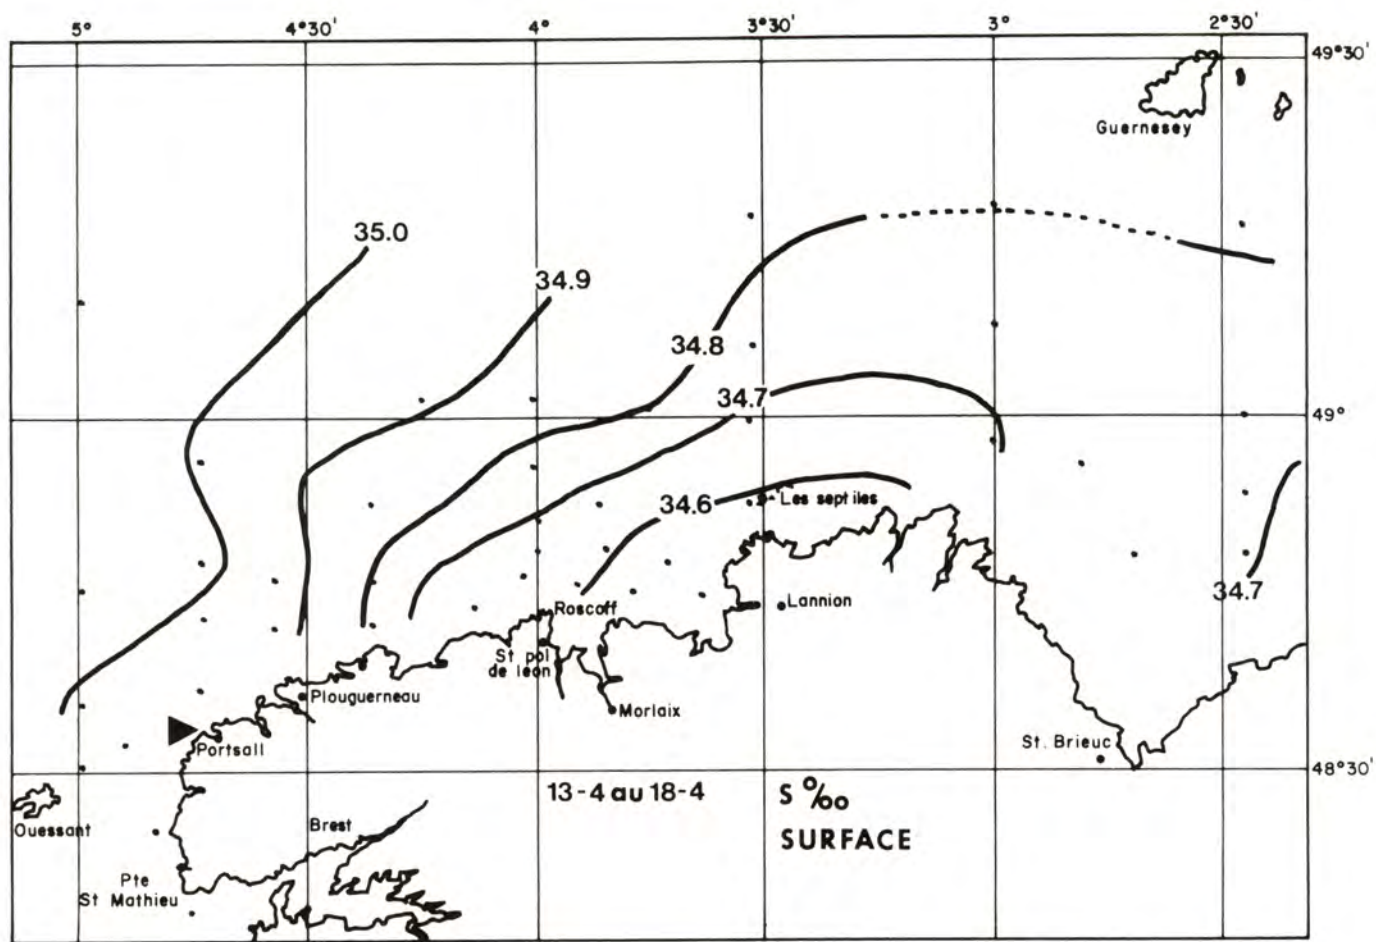 5° 4°30' 4° 3°30' 3° 2°30'
49°30'
Guernesey
35.0
34.9
34.8
34.7
49°
34.6
Les sept iles
34.7
Roscoff
Lannion
St pol
de leon
Plouguerneau
Morlaix
Portsall
St. Brieuc
48°30'
13-4 au 18-4
S ‰
SURFACE
Ouessant
Brest
Pte
St Mathieu